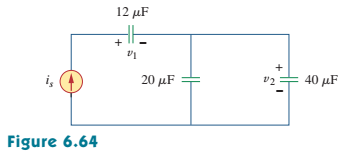 12 μF
+ −
v1
is
20 μF
+
v2
−
40 μF
Figure 6.64